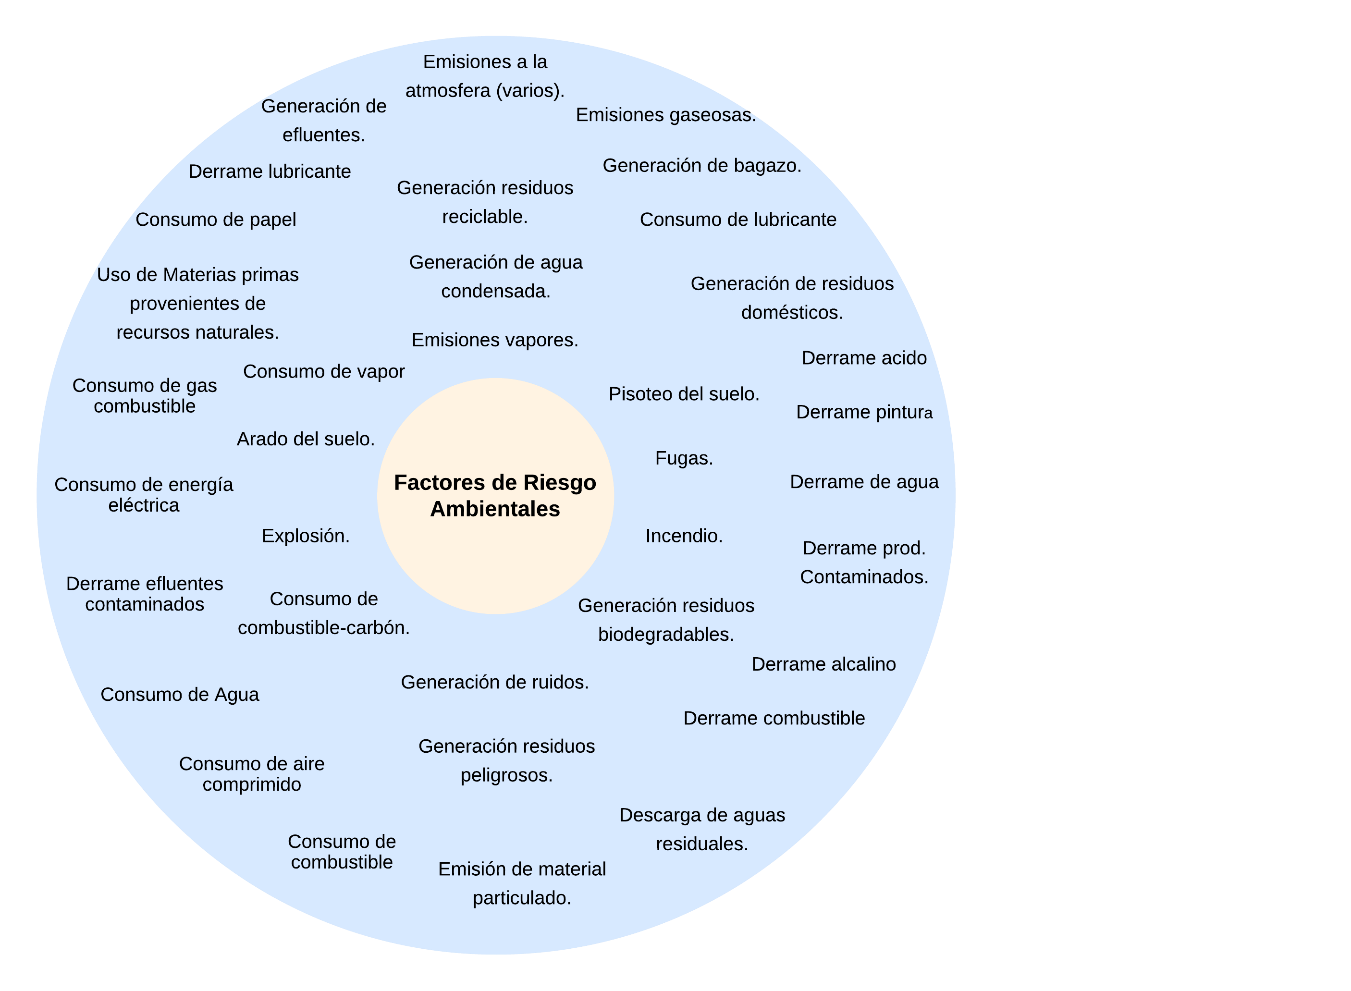 Emisiones a la
atmosfera (varios).
Generación de
efluentes.
Emisiones gaseosas.
Derrame lubricante
Generación de bagazo.
Generación residuos
reciclable.
Consumo de papel
Consumo de lubricante
Uso de Materias primas
provenientes de
recursos naturales.
Generación de agua
condensada.
Generación de residuos
domésticos.
Emisiones vapores.
Derrame acido
Consumo de vapor
Consumo de gas
combustible
Pisoteo del suelo.
Derrame pintura
Arado del suelo.
Fugas.
Factores de Riesgo
Ambientales
Consumo de energía
eléctrica
Derrame de agua
Explosión.
Incendio.
Derrame prod.
Contaminados.
Derrame efluentes
contaminados
Consumo de
combustible-carbón.
Generación residuos
biodegradables.
Derrame alcalino
Generación de ruidos.
Consumo de Agua
Derrame combustible
Generación residuos
peligrosos.
Consumo de aire
comprimido
Descarga de aguas
residuales.
Consumo de
combustible
Emisión de material
particulado.